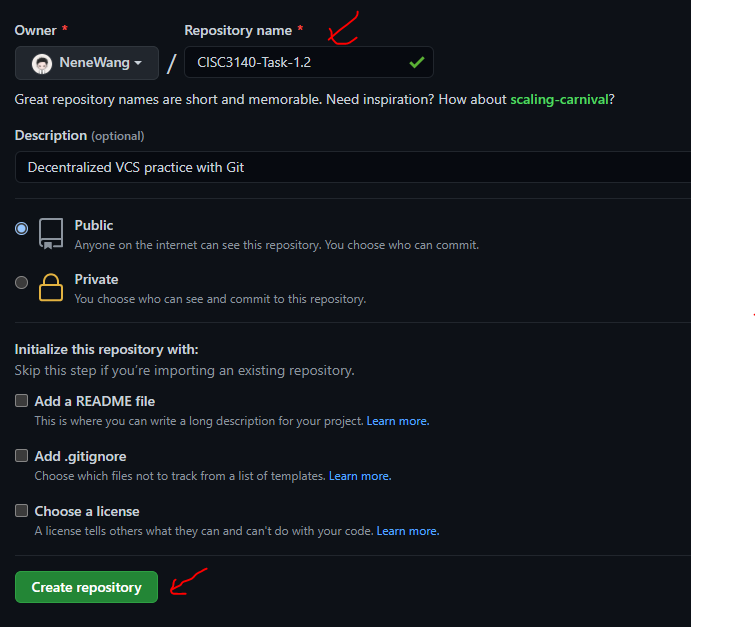 Owner * Repository name *
NeneWang / CISC3140-Task-1.2
Great repository names are short and memorable. Need inspiration? How about scaling-carnival?
Description (optional)
Decentralized VCS practice with Git
Public
Anyone on the internet can see this repository. You choose who can commit.
Private
You choose who can see and commit to this repository.
Initialize this repository with:
Skip this step if you’re importing an existing repository.
Add a README file
This is where you can write a long description for your project. Learn more.
Add .gitignore
Choose which files not to track from a list of templates. Learn more.
Choose a license
A license tells others what they can and can't do with your code. Learn more.
Create repository